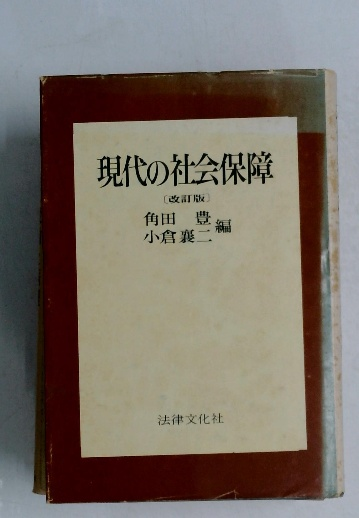 現代の社会保障
〔改訂版〕
角田 豊
小倉襄二
編
法律文化社